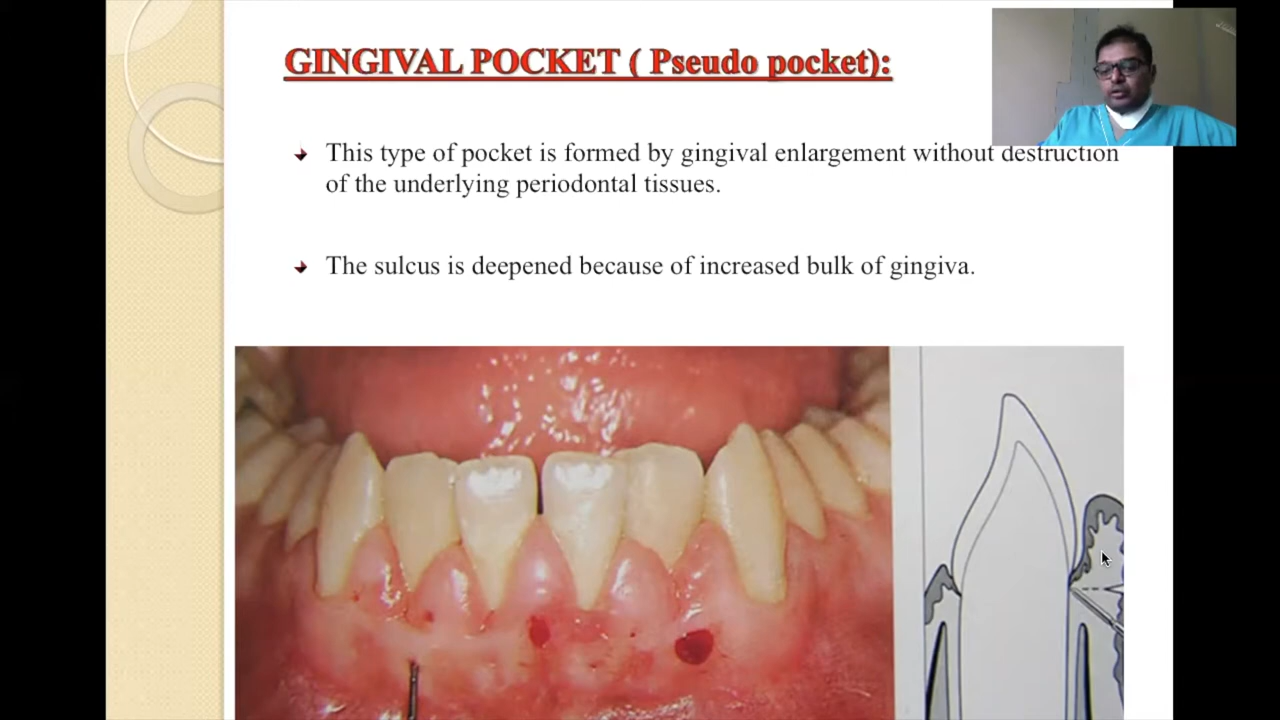 GINGIVAL POCKET ( Pseudo pocket):
This type of pocket is formed by gingival enlargement without destruction
of the underlying periodontal tissues.
The sulcus is deepened because of increased bulk of gingiva.